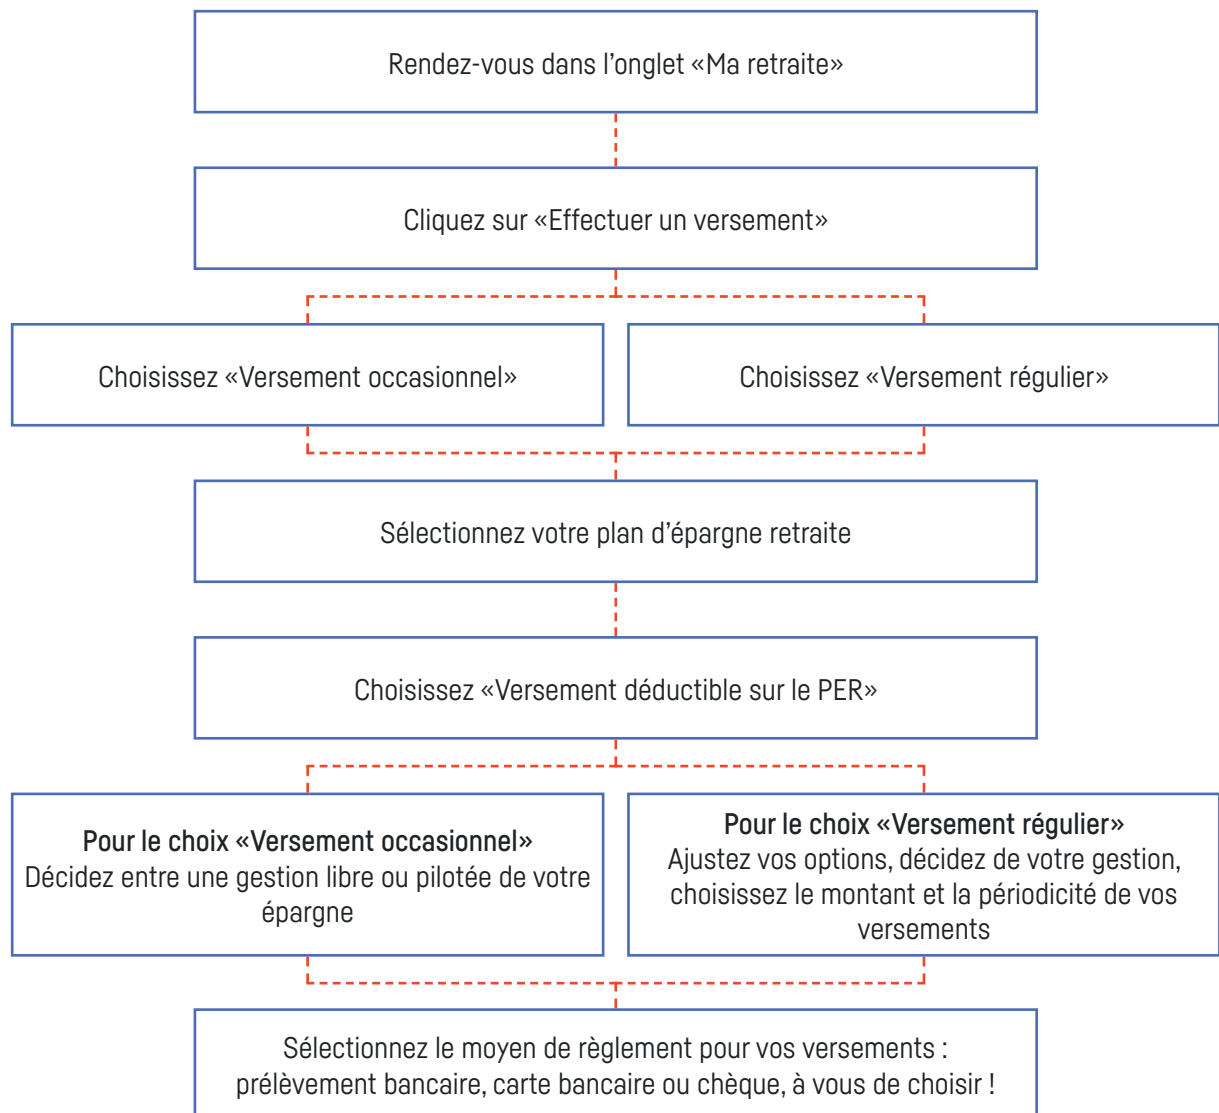 Rendez-vous dans l’onglet «Ma retraite»
Cliquez sur «Effectuer un versement»
Choisissez «Versement occasionnel»
Choisissez «Versement régulier»
Sélectionnez votre plan d’épargne retraite
Choisissez «Versement déductible sur le PER»
Pour le choix «Versement occasionnel»
Décidez entre une gestion libre ou pilotée de votre
épargne
Pour le choix «Versement régulier»
Ajustez vos options, décidez de votre gestion,
choisissez le montant et la périodicité de vos
versements
Sélectionnez le moyen de règlement pour vos versements :
prélèvement bancaire, carte bancaire ou chèque, à vous de choisir !